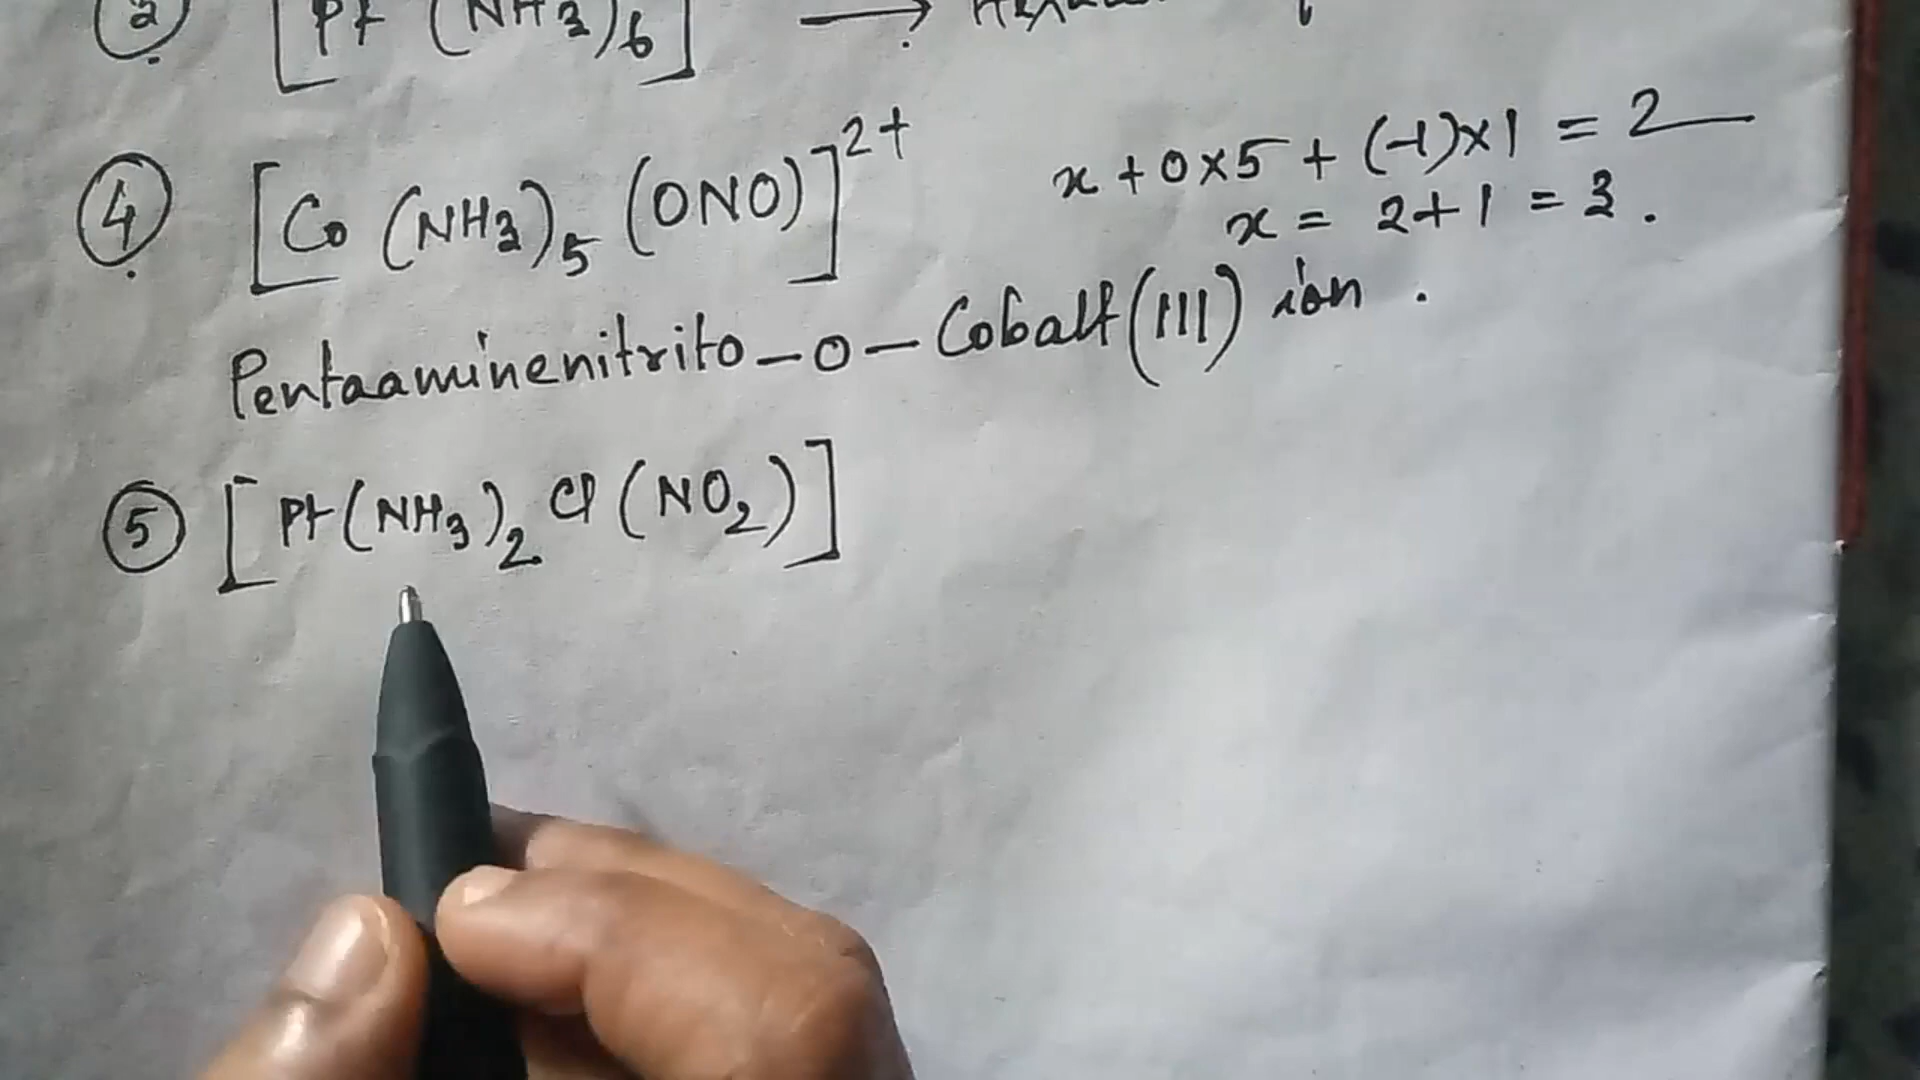 [Pt (NH3)6] →
④ [Co (NH3)5 (ONO)]2+
x + 0 x 5 + (-1) x 1 = 2
x = 2 + 1 = 3 .
Pentaaminenitrito - O - Cobalt (III) ion .
⑤ [Pt (NH3)2 Cl (NO2)]